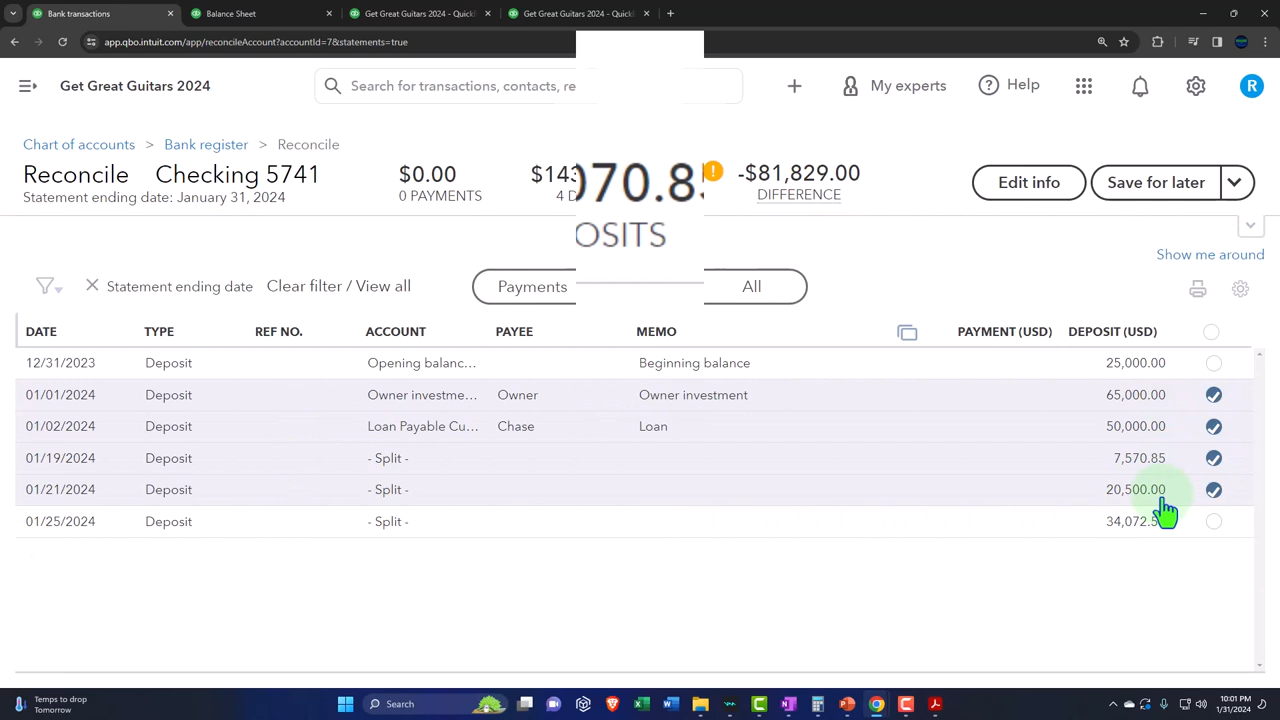 Bank transactions
Balance Sheet
Get Great Guitars 2024 - Quick
Get Great Guitars 2024 - Quick
app.qbo.intuit.com/app/reconcileAccount?accountId=7&statements=true
Get Great Guitars 2024
Search for transactions, contacts, re
My experts
Help
R
Chart of accounts > Bank register > Reconcile
Reconcile Checking 5741
Statement ending date: January 31, 2024
$0.00
0 PAYMENTS
$143
4 D
070.85
OSITS
-$81,829.00
DIFFERENCE
Edit info
Save for later
Show me around
Statement ending date
Clear filter / View all
Payments
All
DATE TYPE REF NO. ACCOUNT PAYEE MEMO PAYMENT (USD) DEPOSIT (USD)
12/31/2023 Deposit Opening balanc... Beginning balance 25,000.00
01/01/2024 Deposit Owner investme... Owner Owner investment 65,000.00
01/02/2024 Deposit Loan Payable Cu... Chase Loan 50,000.00
01/19/2024 Deposit - Split - 7,570.85
01/21/2024 Deposit - Split - 20,500.00
01/25/2024 Deposit - Split - 34,072.5
Temps to drop
Tomorrow
Search
10:01 PM
1/31/2024